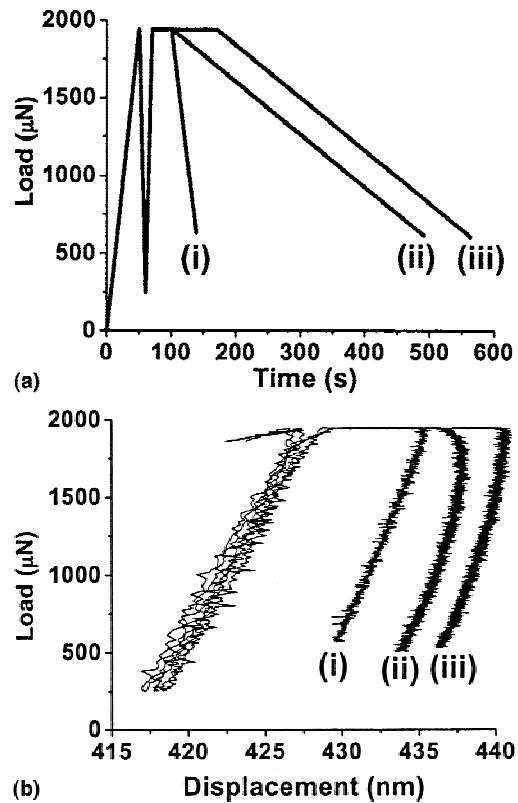 2000
1500
1000
500
0
Load (µN)
(i)
(ii)
(iii)
0 100 200 300 400 500 600
(a)
Time (s)
2000
1500
1000
500
0
Load (µN)
(i)
(ii)
(iii)
415 420 425 430 435 440
(b)
Displacement (nm)